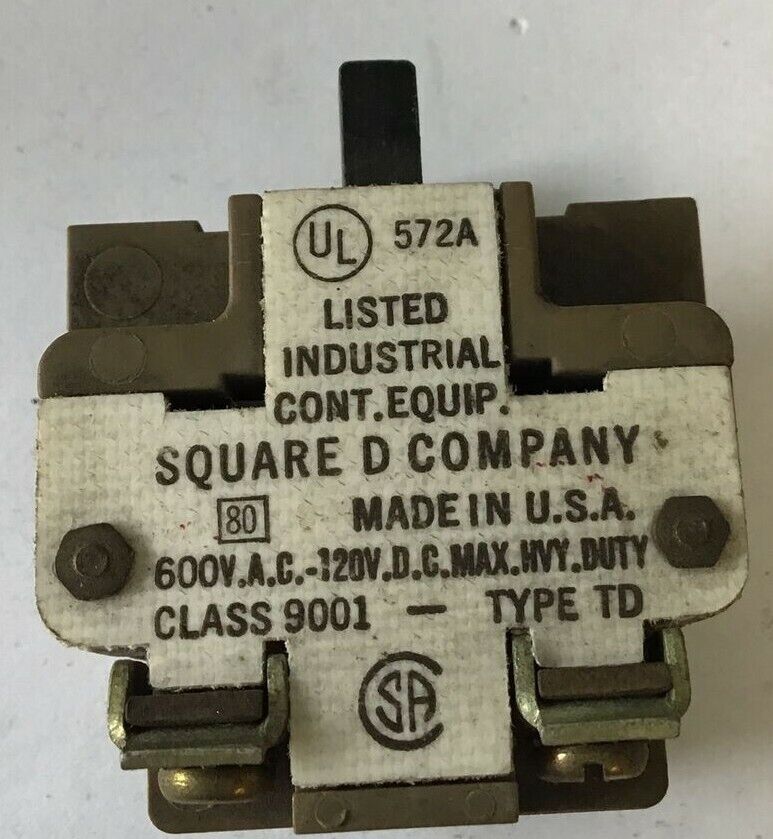 UL 572A
LISTED
INDUSTRIAL
CONT.EQUIP.
SQUARE D COMPANY
80 MADE IN U.S.A.
600V.A.C.-120V.D.C.MAX.HVY.DUTY
CLASS 9001 — TYPE TD
CSA